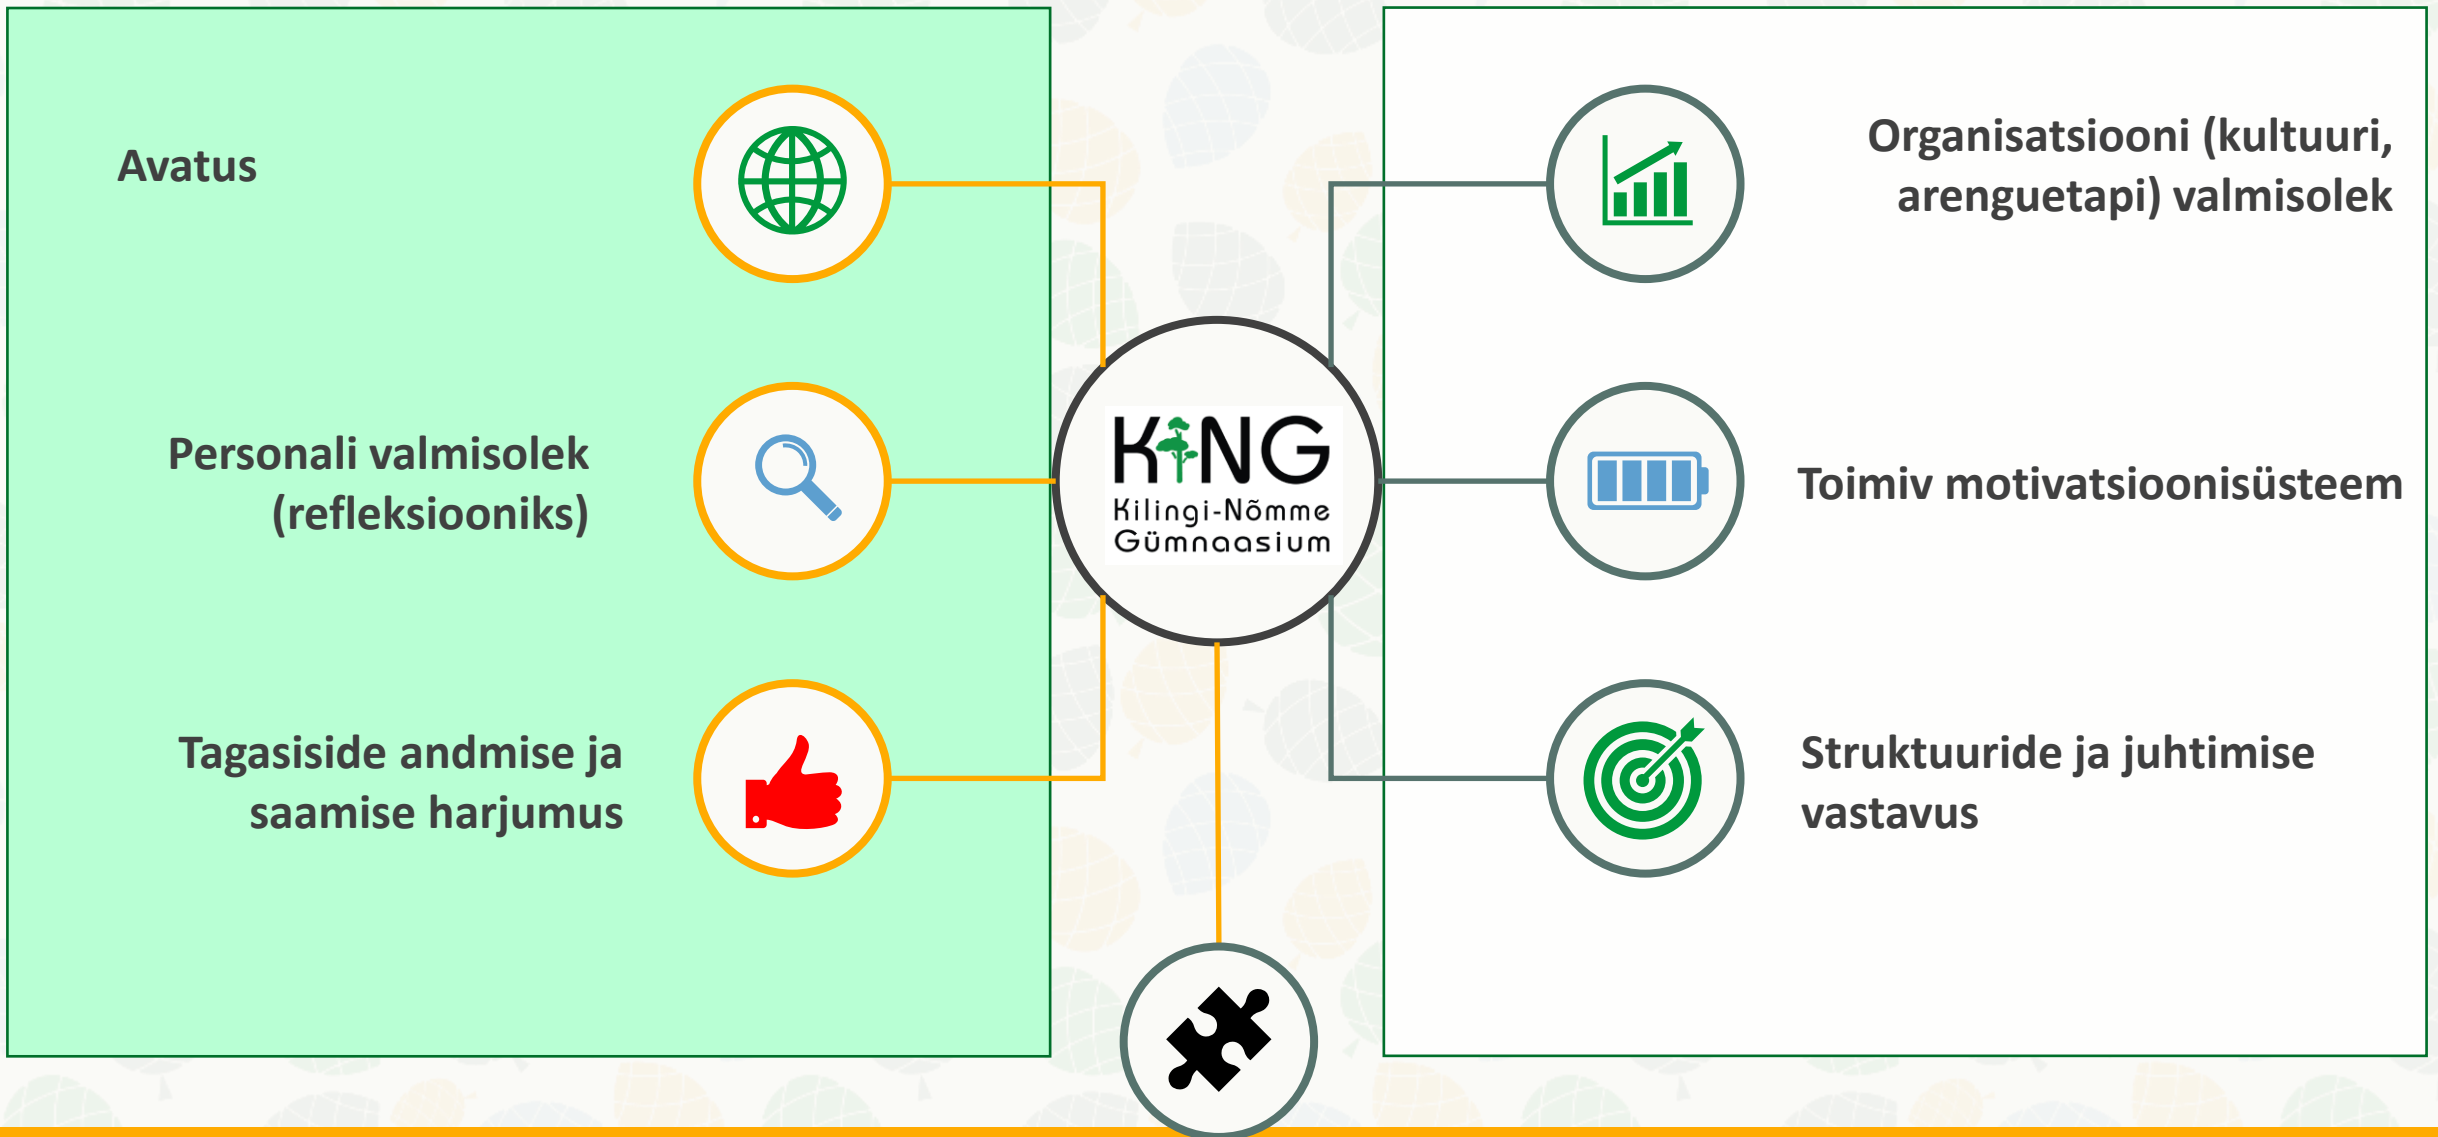 Avatus
Personali valmisolek
(refleksiooniks)
Tagasiside andmise ja
saamise harjumus
KING
Kilingi-Nõmme
Gümnaasium
Organisatsiooni (kultuuri,
arenguetapi) valmisolek
Toimiv motivatsioonisüsteem
Struktuuride ja juhtimise
vastavus